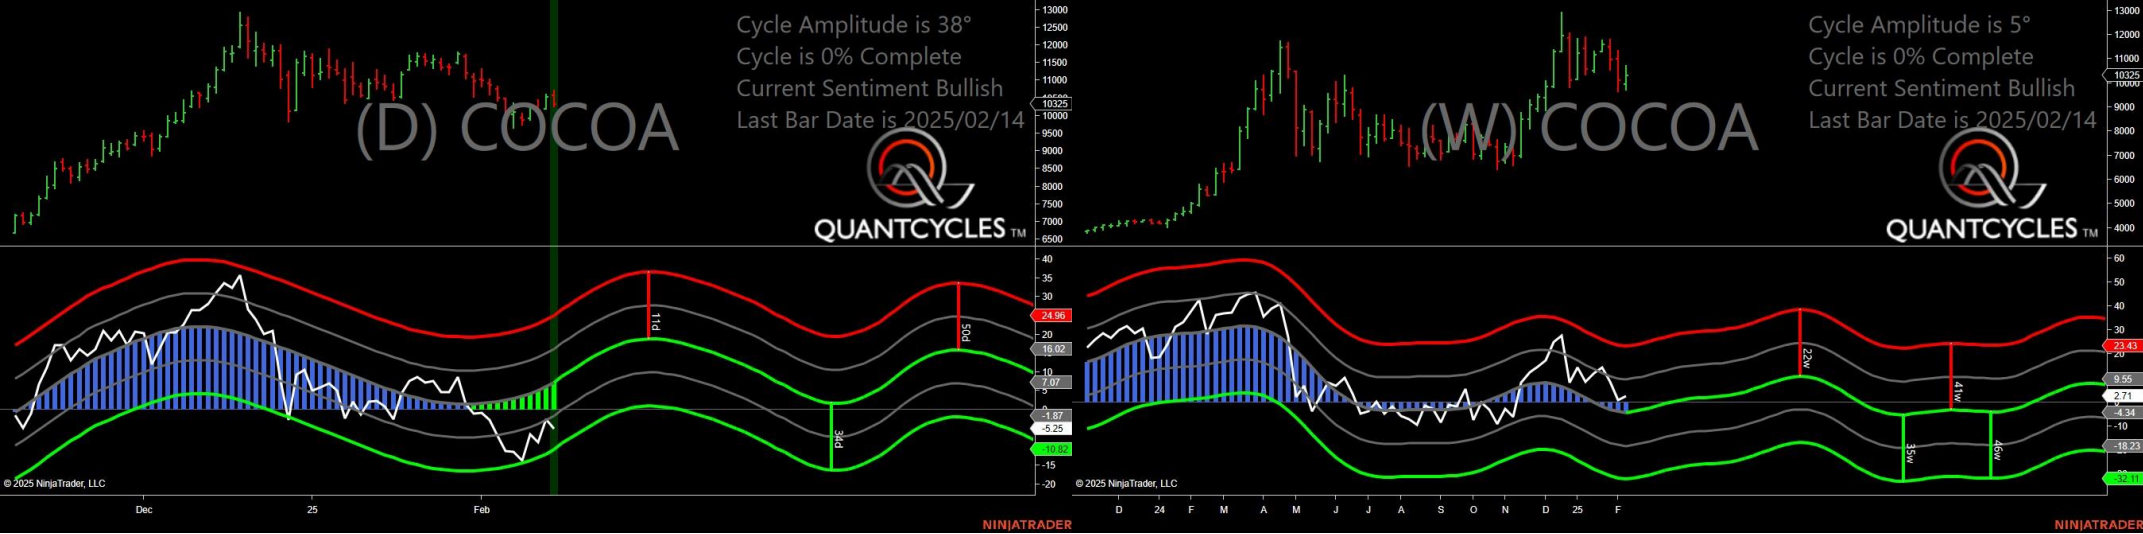 Cycle Amplitude is 38°
Cycle is 0% Complete
Current Sentiment Bullish
Last Bar Date is 2025/02/14
(D) COCOA
QUANTCYCLES TM
13000
12500
12000
11500
11000
10325
10000
9500
9000
8500
8000
7500
7000
6500
40
35
30
24.96
20
16.02
10
7.07
-1.87
-5.25
-10.82
-15
-20
11d
34d
50d
© 2025 NinjaTrader, LLC
Dec
25
Feb
NINJATRADER
Cycle Amplitude is 5°
Cycle is 0% Complete
Current Sentiment Bullish
Last Bar Date is 2025/02/14
(W) COCOA
QUANTCYCLES TM
13000
12000
11000
10325
9000
8000
7000
6000
5000
4000
60
50
40
30
23.43
20
9.55
2.71
-4.34
-10
-18.23
-32.11
22w
35w
41w
46w
© 2025 NinjaTrader, LLC
D 24 F M A M J J A S O N D 25 F
NINJATRADER